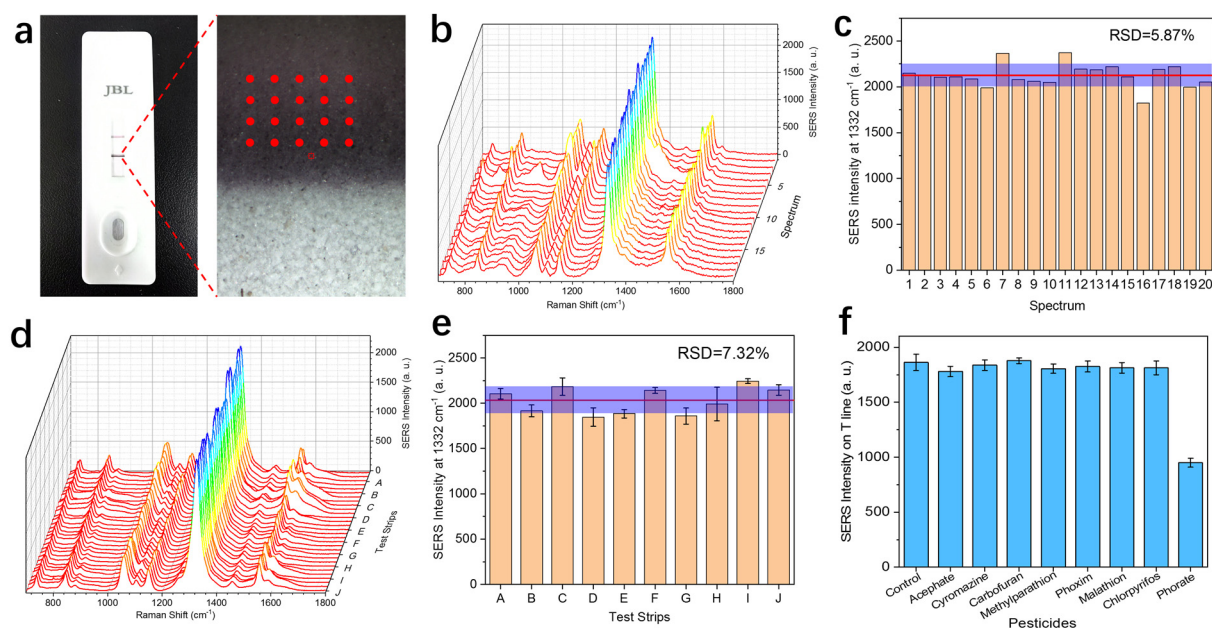 a
JBL
b
2000
1500
1000
500
0
SERS Intensity (a. u.)
5
10
15
Spectrum
800
1000
1200
1400
1600
1800
Raman Shift (cm-1)
c
RSD=5.87%
2500
2000
1500
1000
500
0
SERS Intensity at 1332 cm-1 (a. u.)
1 2 3 4 5 6 7 8 9 10 11 12 13 14 15 16 17 18 19 20
Spectrum
d
2000
1500
1000
500
0
SERS Intensity (a. u.)
A
B
C
D
E
F
G
H
I
J
Test Strips
800
1000
1200
1400
1600
1800
Raman Shift (cm-1)
e
RSD=7.32%
2500
2000
1500
1000
500
0
SERS Intensity at 1332 cm-1 (a. u.)
A B C D E F G H I J
Test Strips
f
2000
1500
1000
500
0
SERS Intensity on T line (a. u.)
Control
Acephate
Cyromazine
Carbofuran
Methylparathion
Phoxim
Malathion
Chlorpyrifos
Phorate
Pesticides